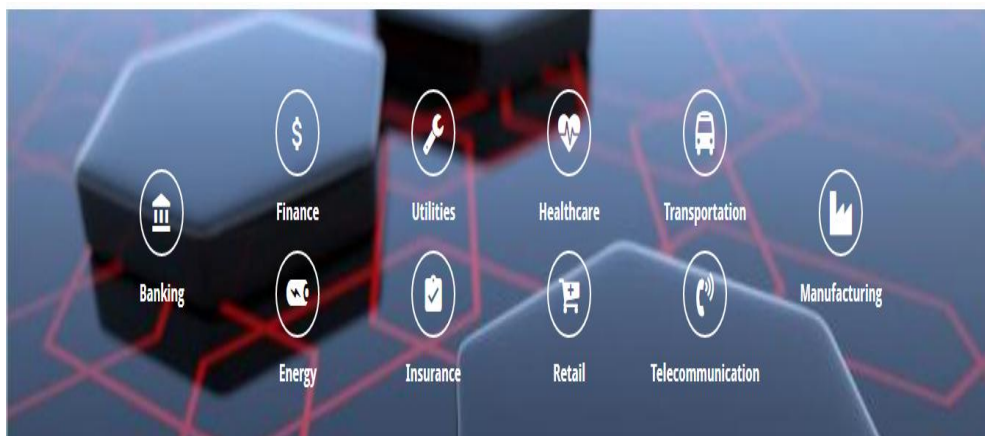 Finance
Utilities
Healthcare
Transportation
Banking
Manufacturing
Energy
Insurance
Retail
Telecommunication